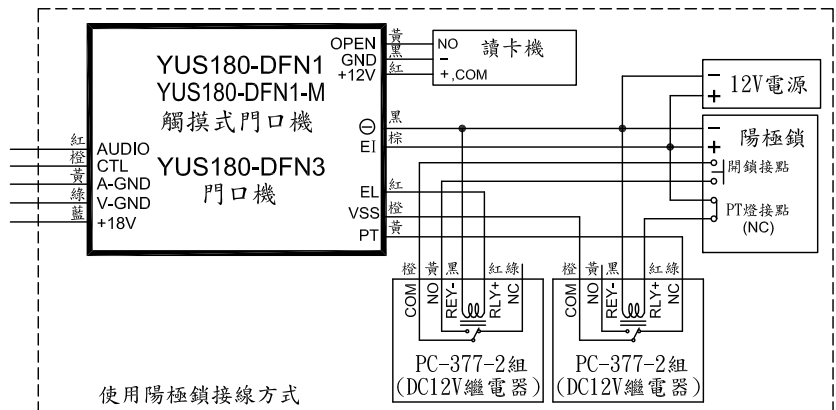 YUS180-DFN1
YUS180-DFN1-M
觸摸式門口機
YUS180-DFN3
門口機
紅 AUDIO
橙 CTL
黃 A-GND
綠 V-GND
藍 +18V
OPEN 黃 NO
GND 黑 −
+12V 紅 +,COM
讀卡機
− 12V電源
+
⊖ 黑 −
EI 棕 +
陽極鎖
開鎖接點
PT燈接點
(NC)
EL 紅
VSS 橙
PT 黃
橙 黃 黑 紅 綠
COM NO REY- RLY+ NC
PC-377-2組
(DC12V繼電器)
橙 黃 黑 紅 綠
COM NO REY- RLY+ NC
PC-377-2組
(DC12V繼電器)
使用陽極鎖接線方式